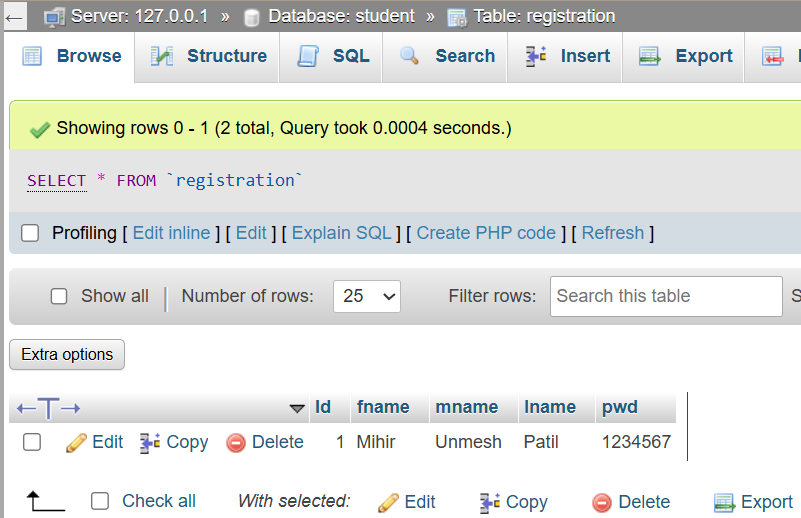 Server: 127.0.0.1 » Database: student » Table: registration
Browse Structure SQL Search Insert Export
Showing rows 0 - 1 (2 total, Query took 0.0004 seconds.)
SELECT * FROM `registration`
Profiling [ Edit inline ] [ Edit ] [ Explain SQL ] [ Create PHP code ] [ Refresh ]
Show all | Number of rows: 25 Filter rows: Search this table
Extra options
←T→ Id fname mname lname pwd
Edit Copy Delete 1 Mihir Unmesh Patil 1234567
Check all With selected: Edit Copy Delete Export